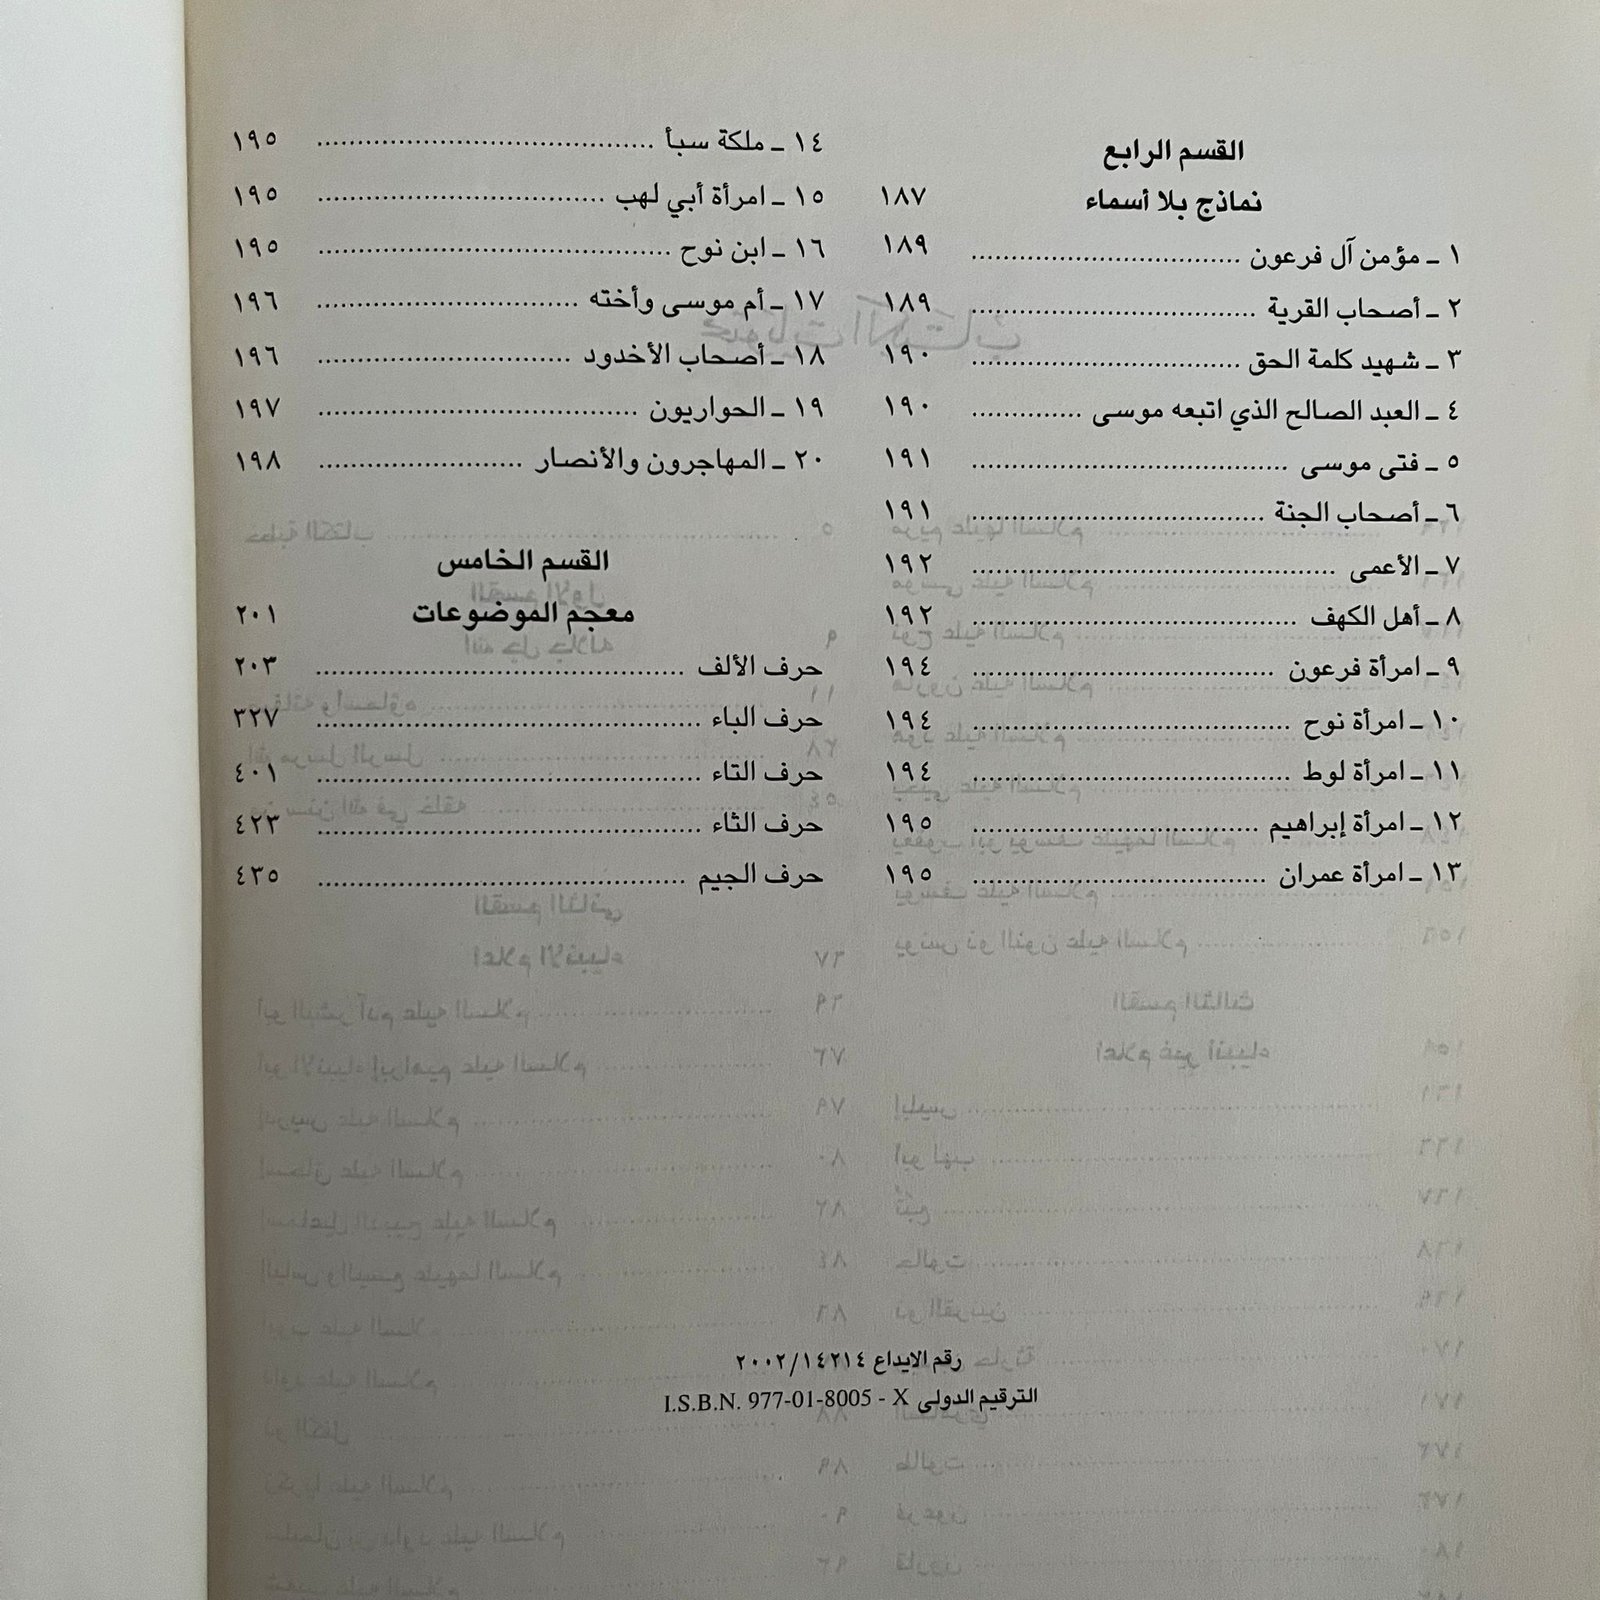 القسم الرابع
نماذج بلا أسماء ١٨٧
١ ـ مؤمن آل فرعون ........ ١٨٩
٢ ـ أصحاب القرية ........ ١٨٩
٣ ـ شهيد كلمة الحق ........ ١٩٠
٤ ـ العبد الصالح الذي اتبعه موسى ........ ١٩٠
٥ ـ فتى موسى ........ ١٩١
٦ ـ أصحاب الجنة ........ ١٩١
٧ ـ الأعمى ........ ١٩٢
٨ ـ أهل الكهف ........ ١٩٢
٩ ـ امرأة فرعون ........ ١٩٤
١٠ ـ امرأة نوح ........ ١٩٤
١١ ـ امرأة لوط ........ ١٩٤
١٢ ـ امرأة إبراهيم ........ ١٩٥
١٣ ـ امرأة عمران ........ ١٩٥
١٤ ـ ملكة سبأ ........ ١٩٥
١٥ ـ امرأة أبي لهب ........ ١٩٥
١٦ ـ ابن نوح ........ ١٩٥
١٧ ـ أم موسى وأخته ........ ١٩٦
١٨ ـ أصحاب الأخدود ........ ١٩٦
١٩ ـ الحواريون ........ ١٩٧
٢٠ ـ المهاجرون والأنصار ........ ١٩٨
القسم الخامس
معجم الموضوعات ٢٠١
حرف الألف ........ ٢٠٣
حرف الباء ........ ٣٢٧
حرف التاء ........ ٤٠١
حرف الثاء ........ ٤٢٣
حرف الجيم ........ ٤٣٥
رقم الايداع ٢٠٠٢/١٤٢١٤
الترقيم الدولى I.S.B.N. 977-01-8005 - X